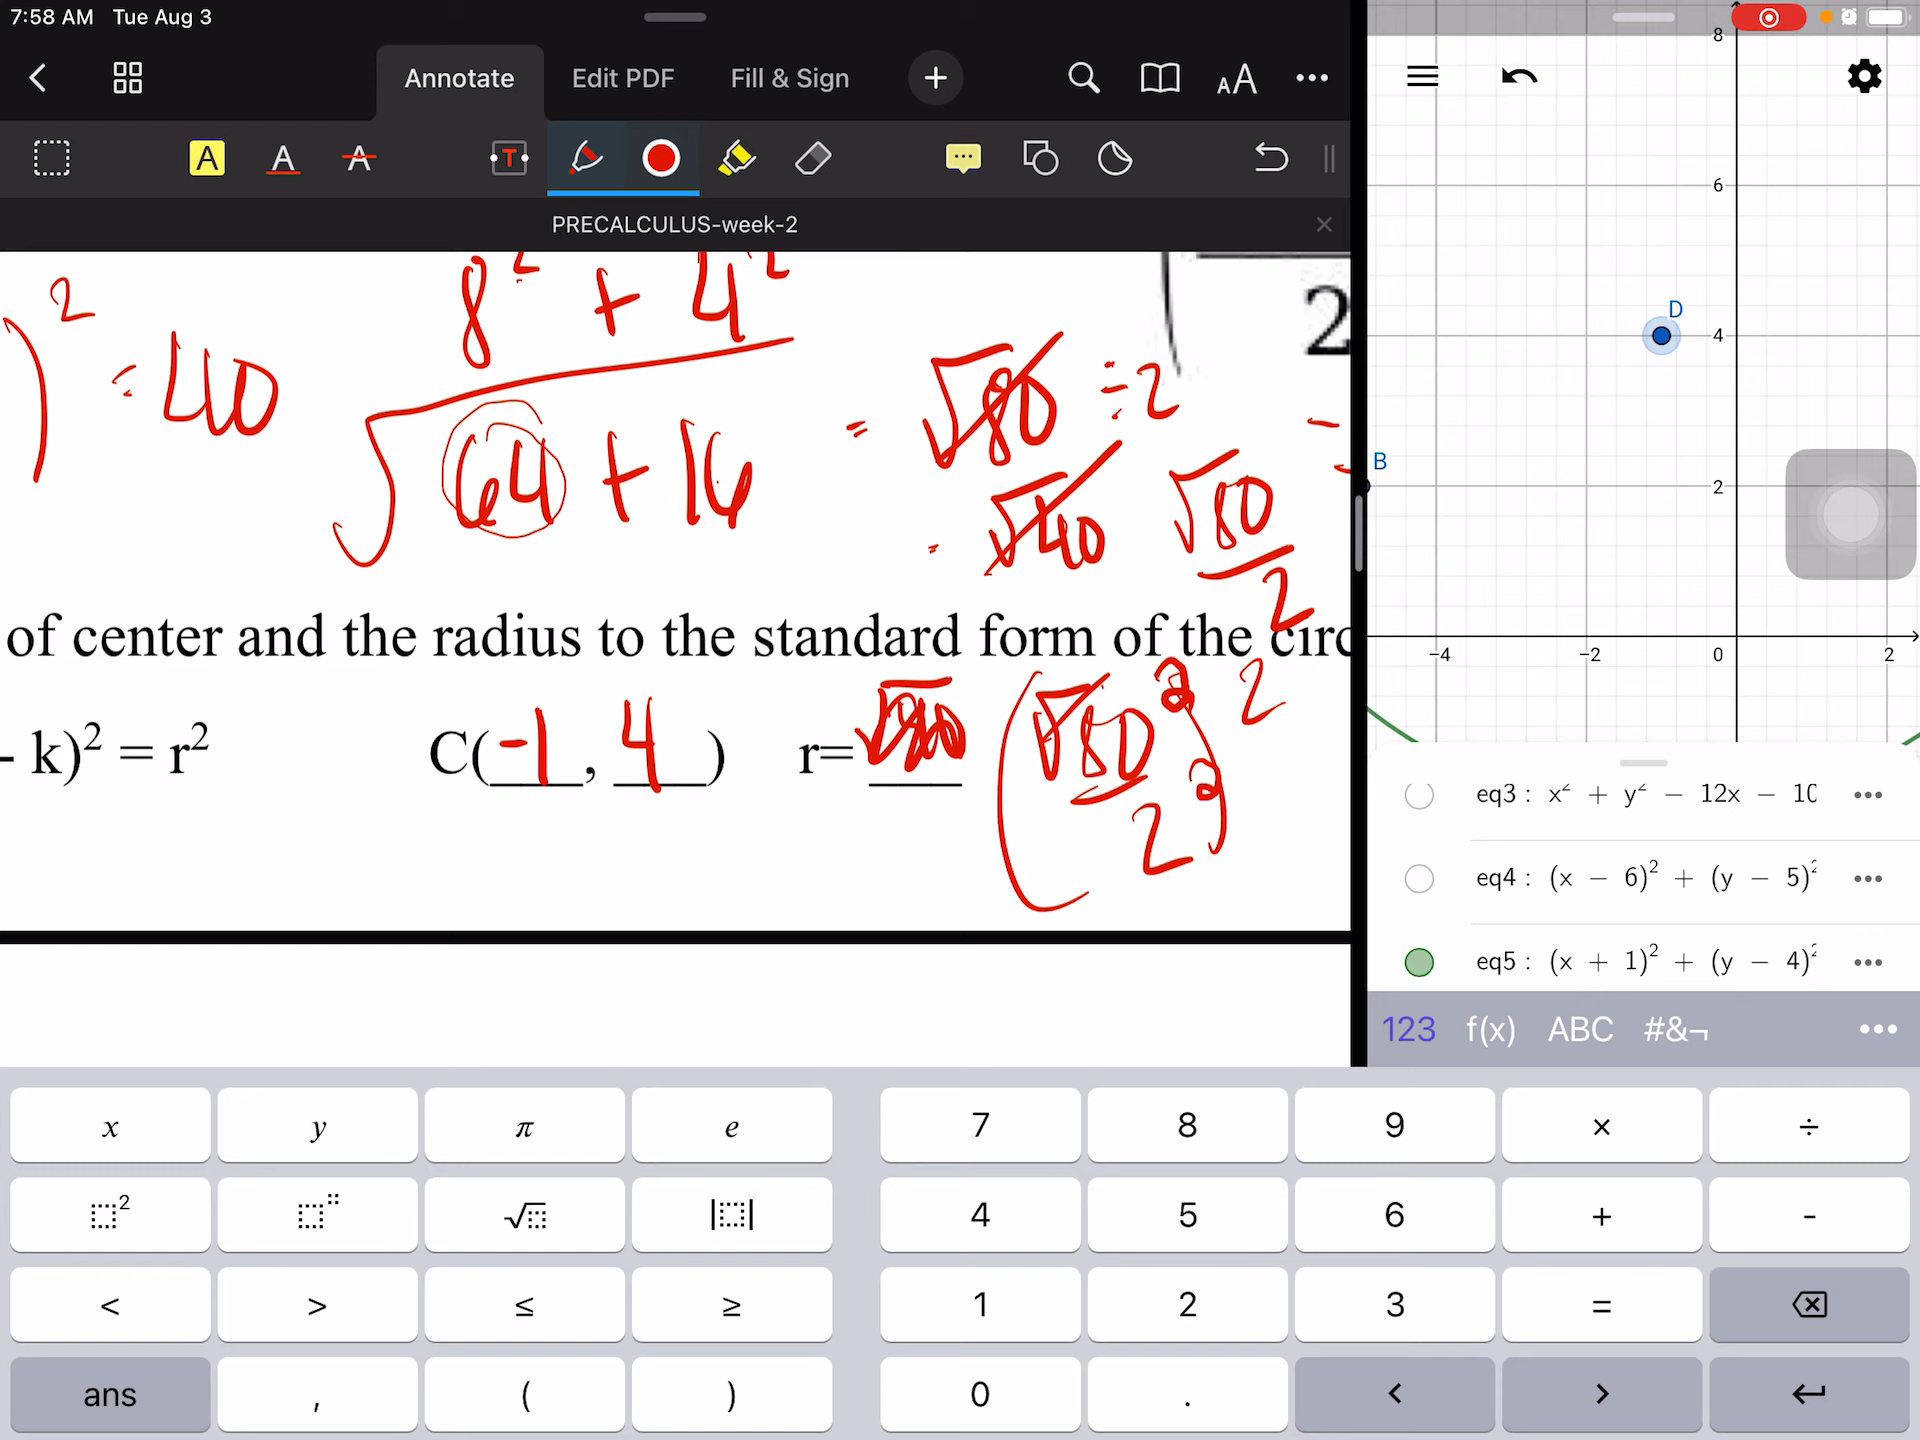 7:58 AM Tue Aug 3
Annotate Edit PDF Fill & Sign + AA
A A A T
PRECALCULUS-week-2
8² + 4²
)² = 40
√64 + 16 = √80 ÷2
= √40 √80/2
2
of center and the radius to the standard form of the circ
- k)² = r² C(-1, 4) r=
(√80²/2²)²
8
6
4
2
D
B
-4 -2 0 2
eq3 : x² + y² − 12x − 10
eq4 : (x − 6)² + (y − 5)²
eq5 : (x + 1)² + (y − 4)²
123 f(x) ABC #&¬
x y π e 7 8 9 × ÷
² √ | | 4 5 6 + -
< > ≤ ≥ 1 2 3 =
ans , ( ) 0 . < >